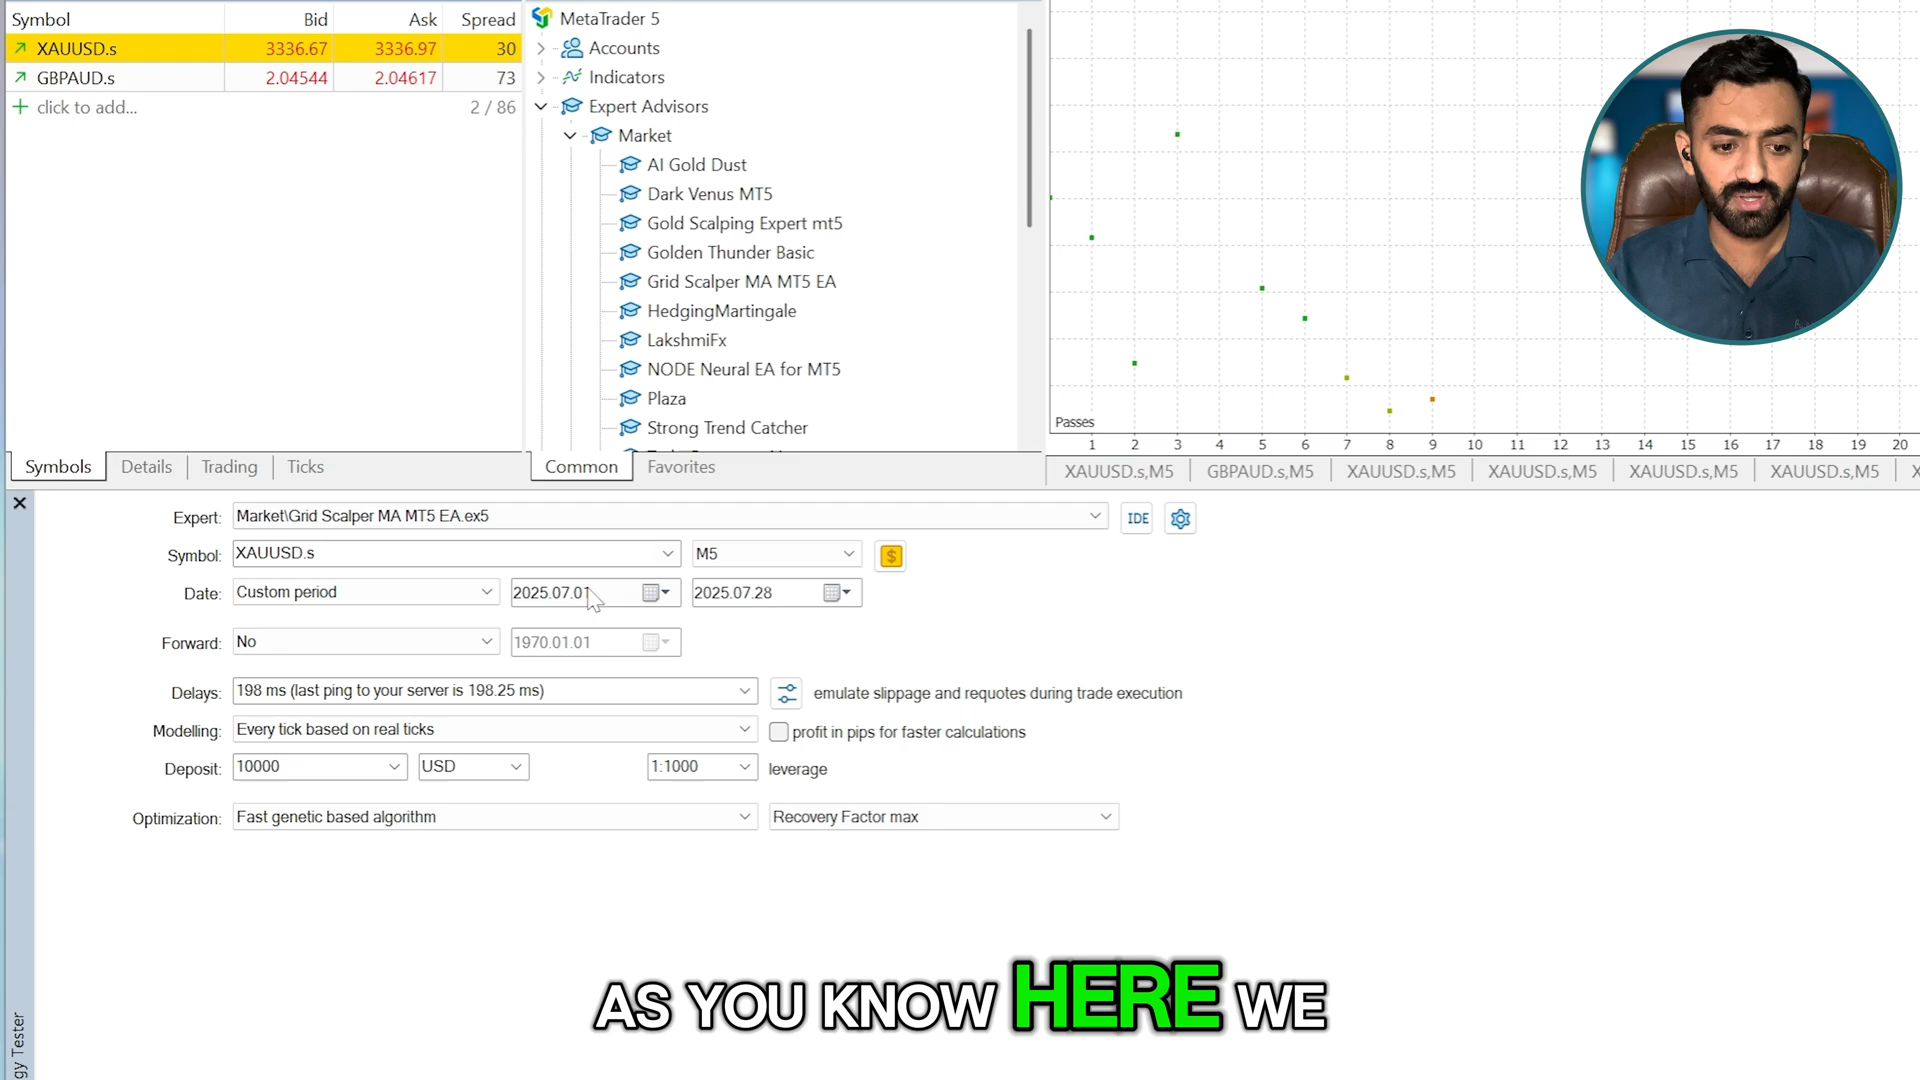 Symbol Bid Ask Spread
XAUUSD.s 3336.67 3336.97 30
GBPAUD.s 2.04544 2.04617 73
click to add... 2 / 86
Symbols Details Trading Ticks
MetaTrader 5
Accounts
Indicators
Expert Advisors
Market
AI Gold Dust
Dark Venus MT5
Gold Scalping Expert mt5
Golden Thunder Basic
Grid Scalper MA MT5 EA
HedgingMartingale
LakshmiFx
NODE Neural EA for MT5
Plaza
Strong Trend Catcher
Common Favorites
Passes
1 2 3 4 5 6 7 8 9 10 11 12 13 14 15 16 17 18 19 20
XAUUSD.s,M5 GBPAUD.s,M5 XAUUSD.s,M5 XAUUSD.s,M5 XAUUSD.s,M5 XAUUSD.s,M5
Expert: Market\Grid Scalper MA MT5 EA.ex5 IDE
Symbol: XAUUSD.s M5 $
Date: Custom period 2025.07.01 2025.07.28
Forward: No 1970.01.01
Delays: 198 ms (last ping to your server is 198.25 ms) emulate slippage and requotes during trade execution
Modelling: Every tick based on real ticks profit in pips for faster calculations
Deposit: 10000 USD 1:1000 leverage
Optimization: Fast genetic based algorithm Recovery Factor max
gy Tester
AS YOU KNOW HERE WE